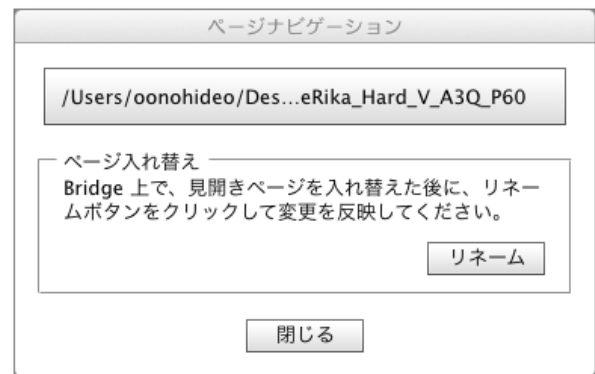 ページナビゲーション
/Users/oonohideo/Des...eRika_Hard_V_A3Q_P60
ページ入れ替え
Bridge 上で、見開きページを入れ替えた後に、リネー
ムボタンをクリックして変更を反映してください。
リネーム
閉じる